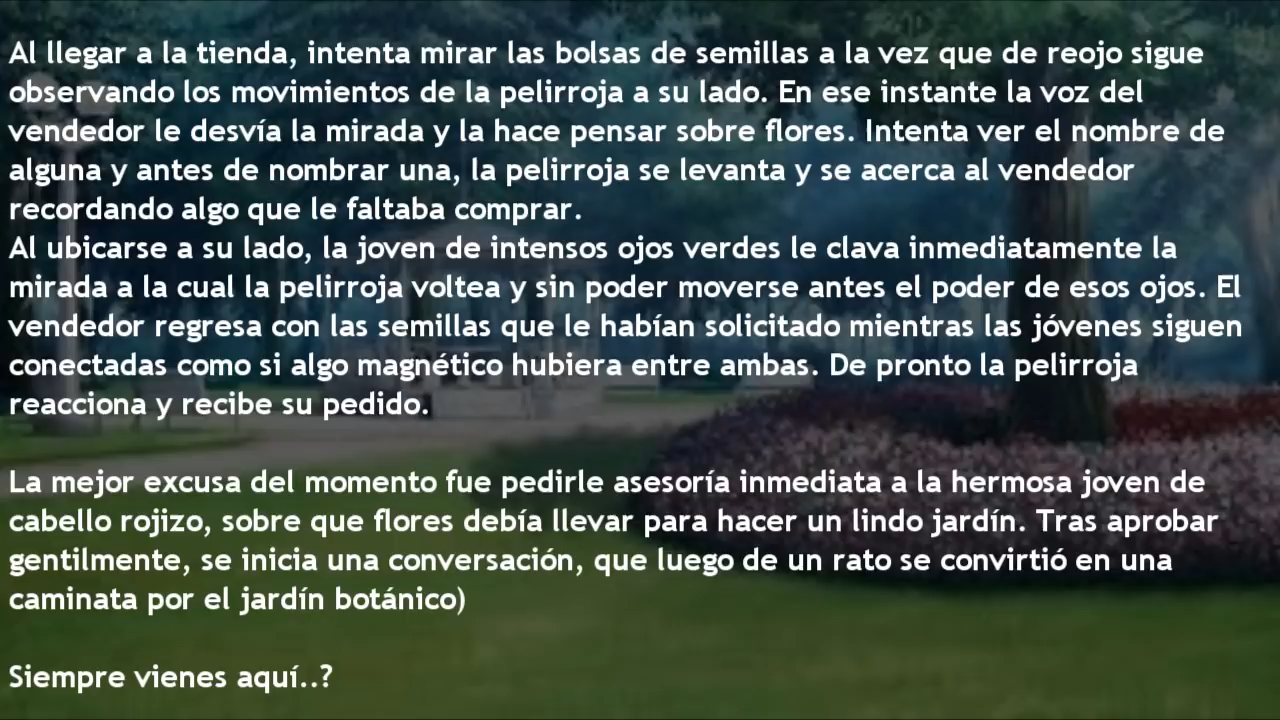 Al llegar a la tienda, intenta mirar las bolsas de semillas a la vez que de reojo sigue
observando los movimientos de la pelirroja a su lado. En ese instante la voz del
vendedor le desvía la mirada y la hace pensar sobre flores. Intenta ver el nombre de
alguna y antes de nombrar una, la pelirroja se levanta y se acerca al vendedor
recordando algo que le faltaba comprar.
Al ubicarse a su lado, la joven de intensos ojos verdes le clava inmediatamente la
mirada a la cual la pelirroja voltea y sin poder moverse antes el poder de esos ojos. El
vendedor regresa con las semillas que le habían solicitado mientras las jóvenes siguen
conectadas como si algo magnético hubiera entre ambas. De pronto la pelirroja
reacciona y recibe su pedido.
La mejor excusa del momento fue pedirle asesoría inmediata a la hermosa joven de
cabello rojizo, sobre que flores debía llevar para hacer un lindo jardín. Tras aprobar
gentilmente, se inicia una conversación, que luego de un rato se convirtió en una
caminata por el jardín botánico)
Siempre vienes aquí..?